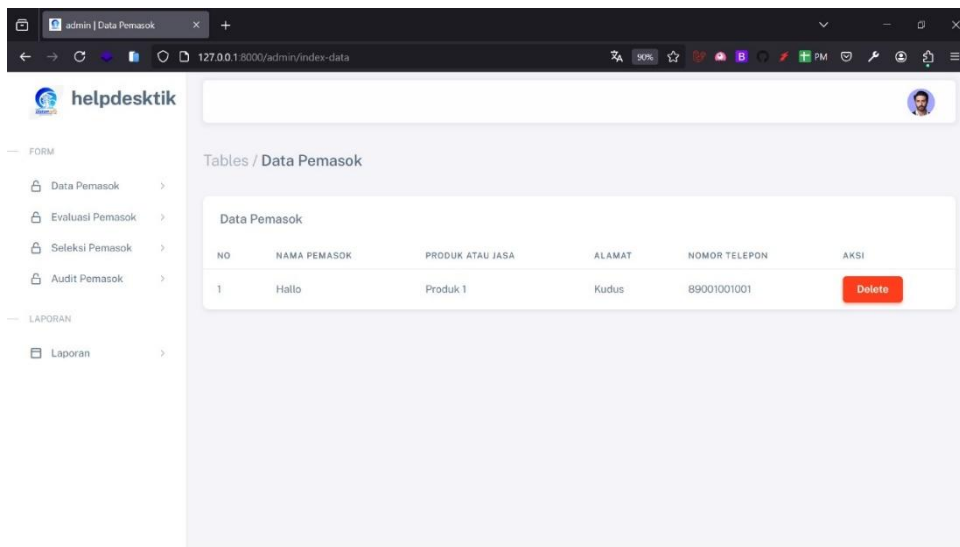 admin | Data Pemasok
127.0.0.1:8000/admin/index-data
90%
B
PM
helpdesktik
FORM
Data Pemasok
Evaluasi Pemasok
Seleksi Pemasok
Audit Pemasok
LAPORAN
Laporan
Tables / Data Pemasok
Data Pemasok
NO NAMA PEMASOK PRODUK ATAU JASA ALAMAT NOMOR TELEPON AKSI
1 Hallo Produk 1 Kudus 89001001001 Delete